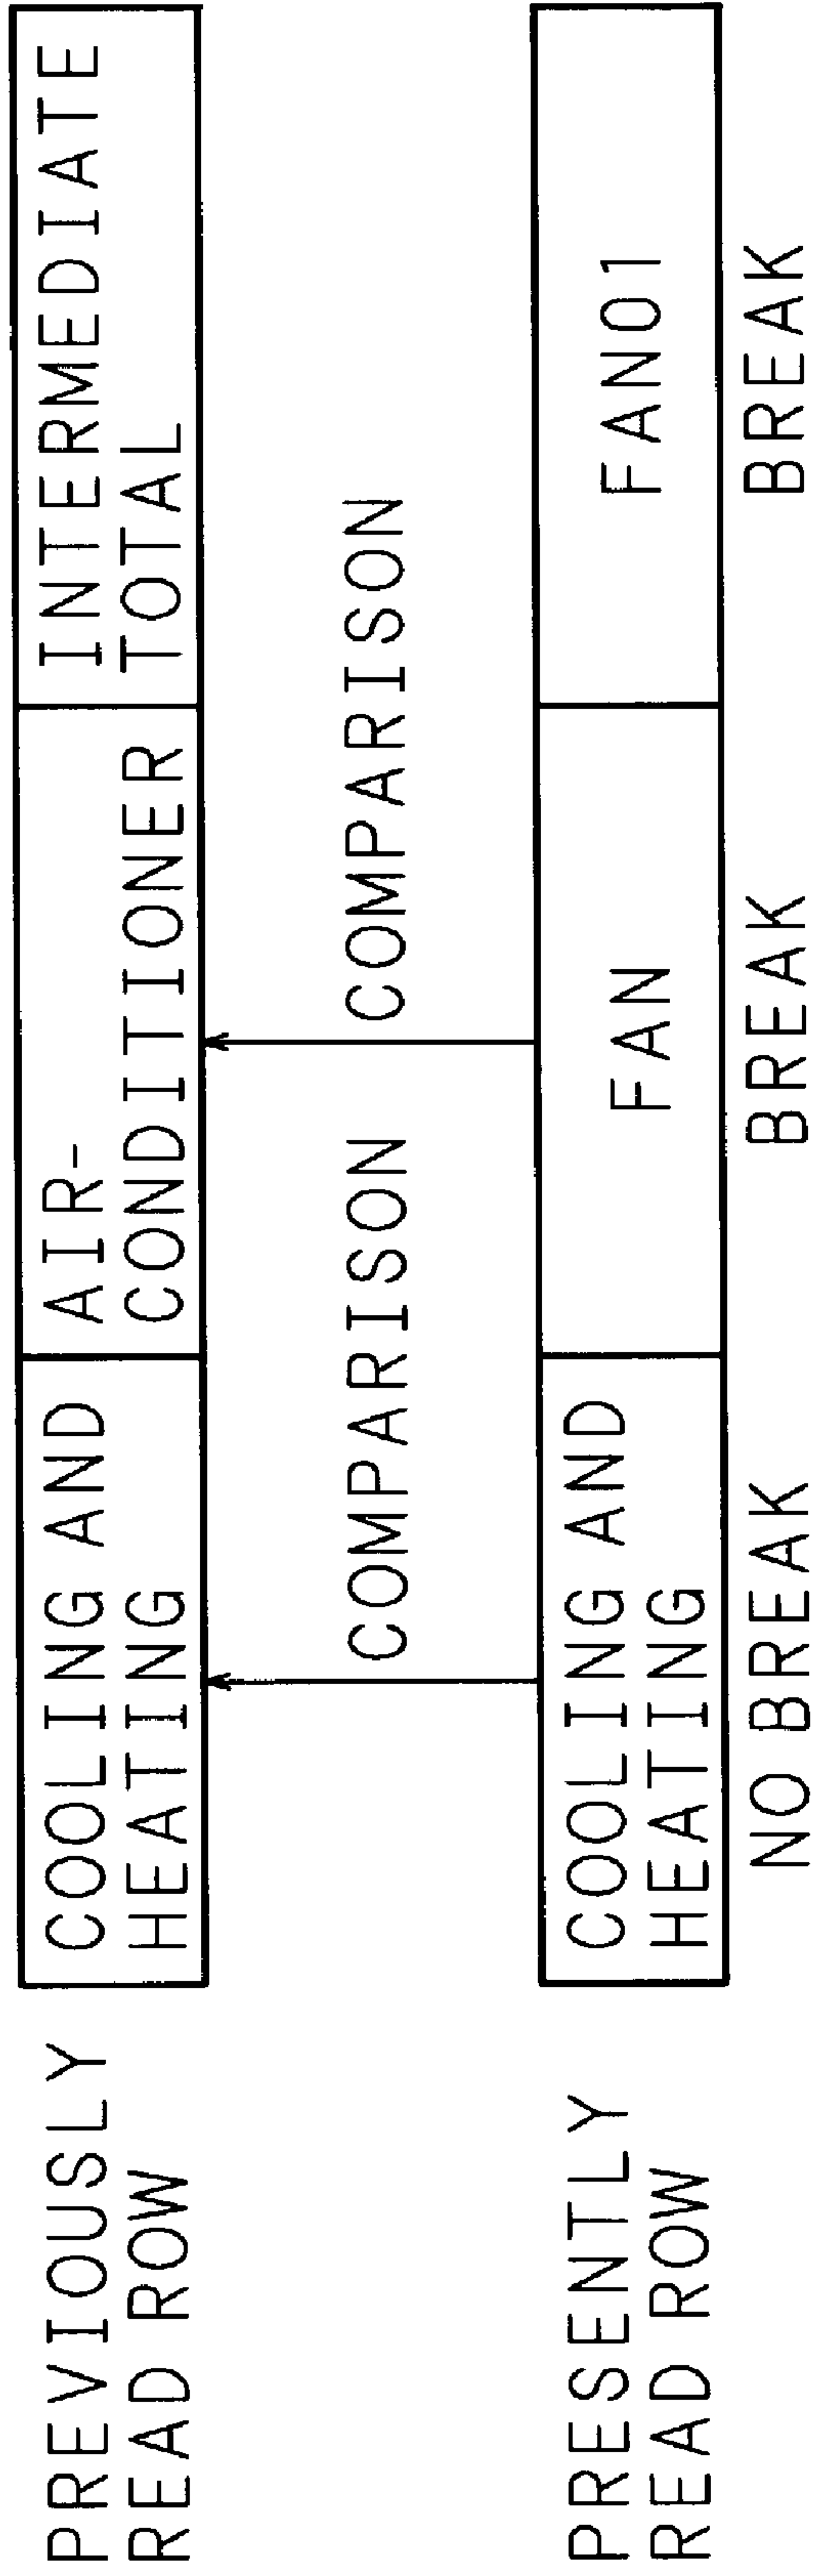 PREVIOUSLY
READ ROW
COOLING AND
HEATING
AIR-
CONDITIONER
INTERMEDIATE
TOTAL
COMPARISON
COMPARISON
PRESENTLY
READ ROW
COOLING AND
HEATING
FAN
FAN01
NO BREAK
BREAK
BREAK